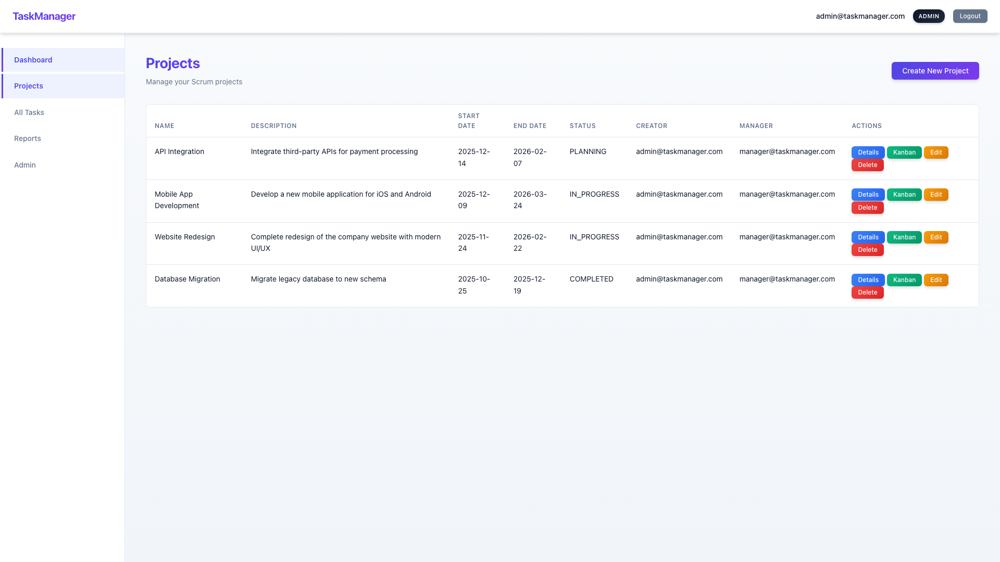 TaskManager
admin@taskmanager.com ADMIN Logout
Dashboard
Projects
All Tasks
Reports
Admin
Projects
Manage your Scrum projects
Create New Project
NAME DESCRIPTION START DATE END DATE STATUS CREATOR MANAGER ACTIONS
API Integration Integrate third-party APIs for payment processing 2025-12- 2026-02- PLANNING admin@taskmanager.com manager@taskmanager.com Details Kanban Edit
14 07 Delete
Mobile App Develop a new mobile application for iOS and Android 2025-12- 2026-03- IN_PROGRESS admin@taskmanager.com manager@taskmanager.com Details Kanban Edit
Development 09 24 Delete
Website Redesign Complete redesign of the company website with modern 2025-11- 2026-02- IN_PROGRESS admin@taskmanager.com manager@taskmanager.com Details Kanban Edit
UI/UX 24 22 Delete
Database Migration Migrate legacy database to new schema 2025-10- 2025-12- COMPLETED admin@taskmanager.com manager@taskmanager.com Details Kanban Edit
25 19 Delete